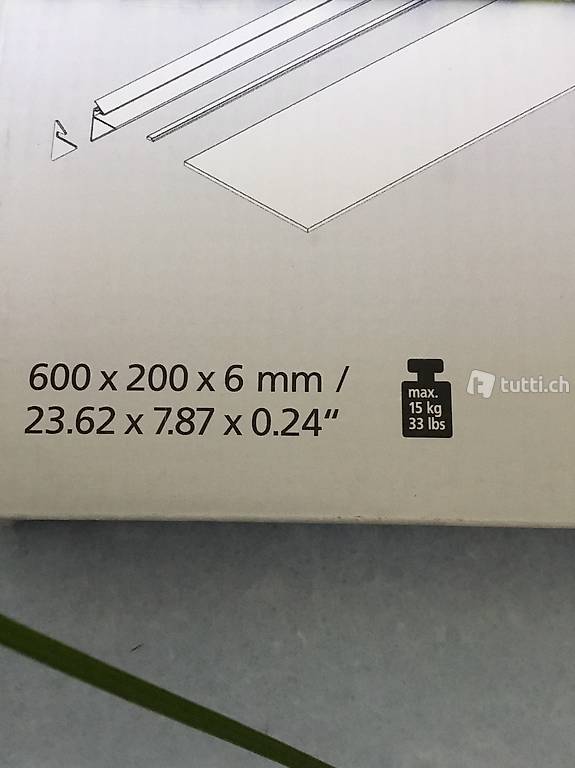 600 x 200 x 6 mm /
23.62 x 7.87 x 0.24“
max.
15 kg
33 lbs
tutti.ch